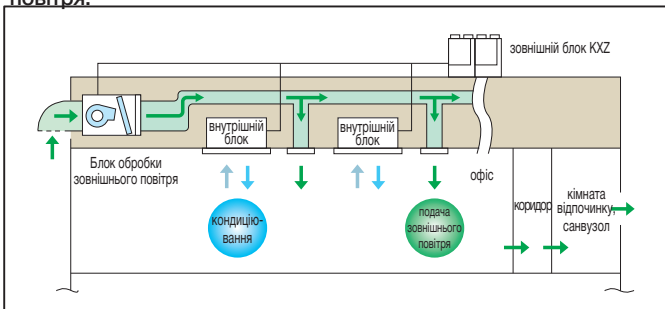 повітря.
зовнішній блок KXZ
внутрішній
блок
внутрішній
блок
Блок обробки
зовнішнього повітря
офіс
кондицію-
вання
подача
зовнішнього
повітря
коридор
кімната
відпочинку,
санвузол